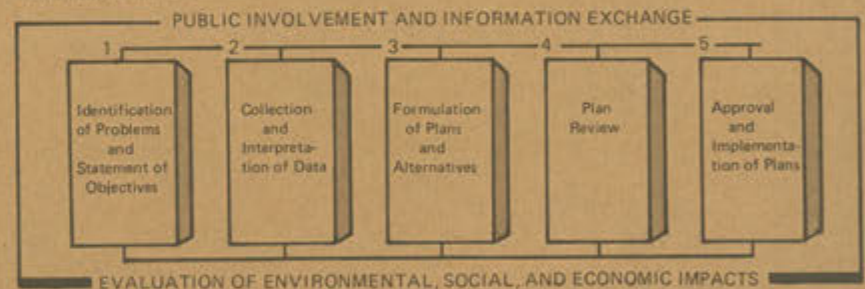 PUBLIC INVOLVEMENT AND INFORMATION EXCHANGE
1 2 3 4 5
Identification
of Problems
and
Statement of
Objectives
Collection
and
Interpreta-
tion of Data
Formulation
of Plans
and
Alternatives
Plan
Review
Approval
and
Implementa-
tion of Plans
EVALUATION OF ENVIRONMENTAL, SOCIAL, AND ECONOMIC IMPACTS